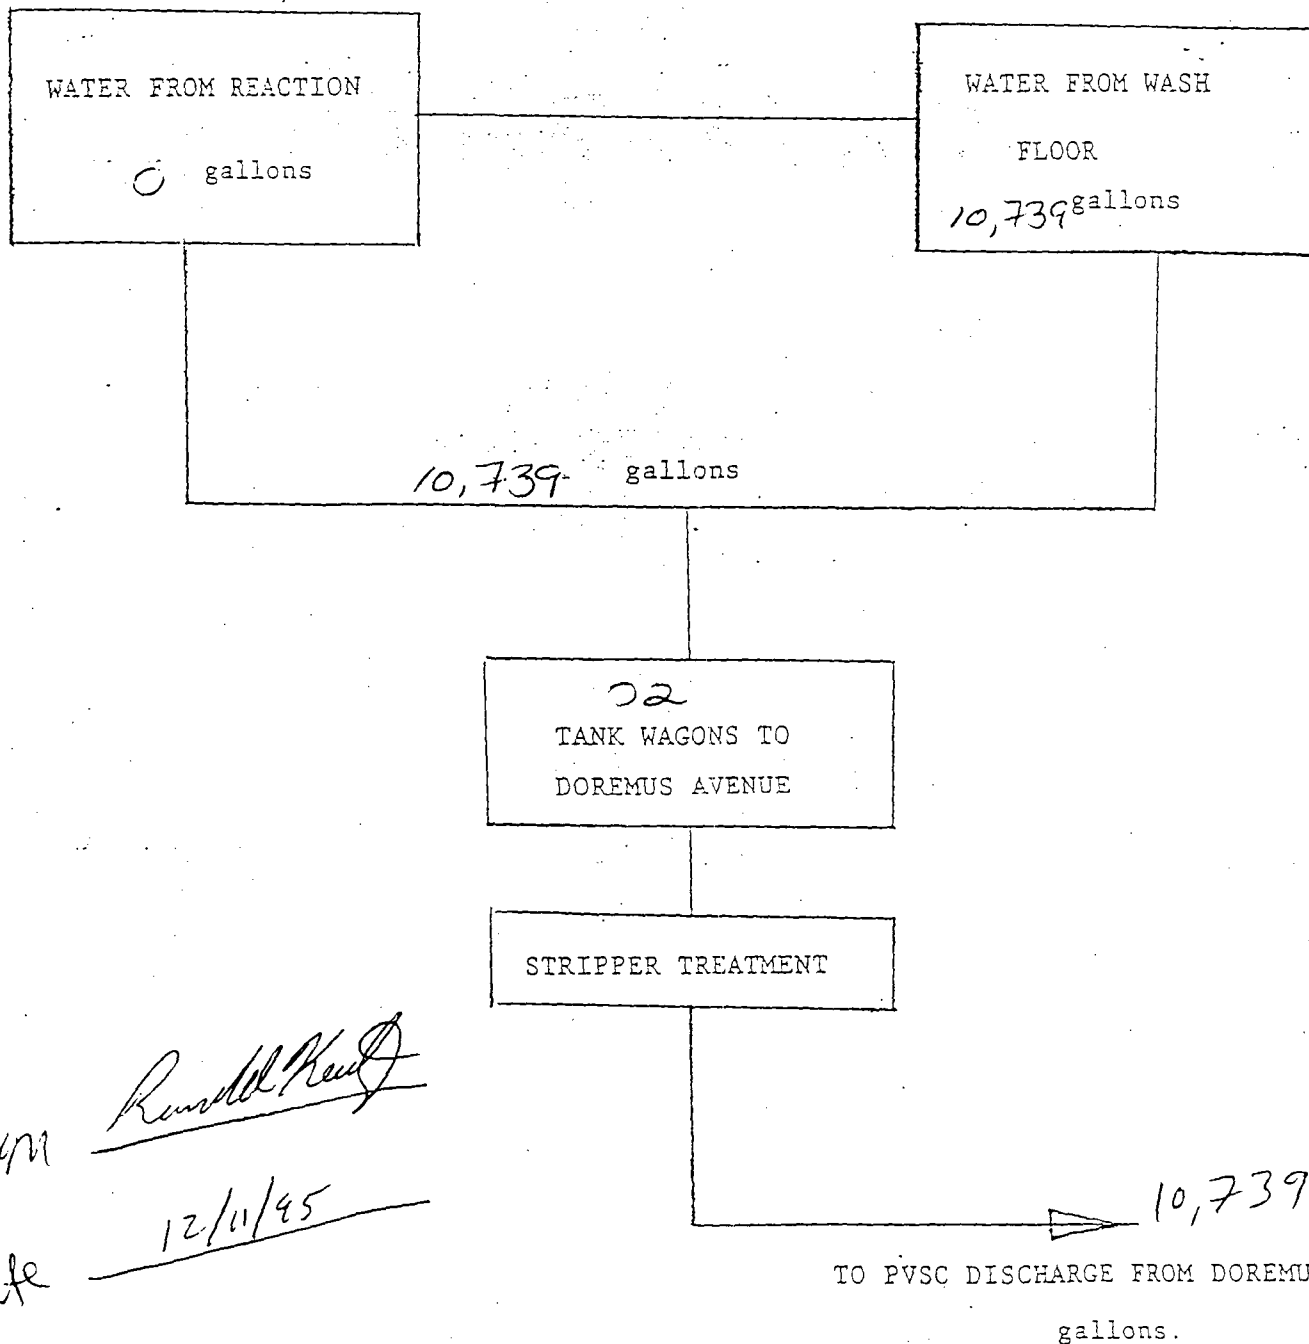 WATER FROM REACTION
0 gallons
WATER FROM WASH
FLOOR
10,739 gallons
10,739 gallons
02
TANK WAGONS TO
DOREMUS AVENUE
STRIPPER TREATMENT
12/11/95
10,739
TO PVSC DISCHARGE FROM DOREMU
gallons.